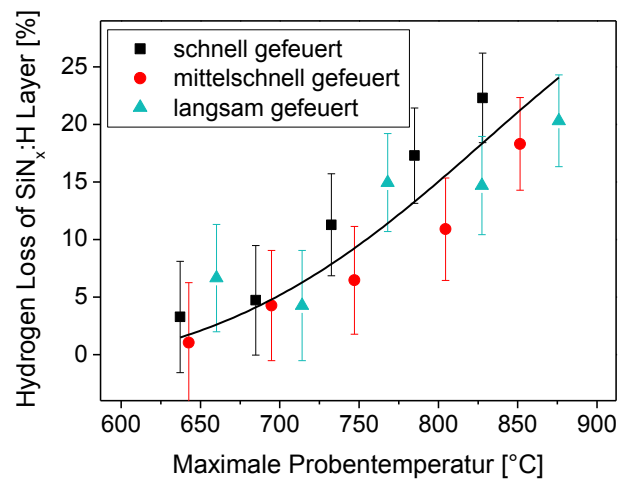 Hydrogen Loss of SiNx:H Layer [%]
schnell gefeuert
mittelschnell gefeuert
langsam gefeuert
25
20
15
10
5
0
600 650 700 750 800 850 900
Maximale Probentemperatur [°C]